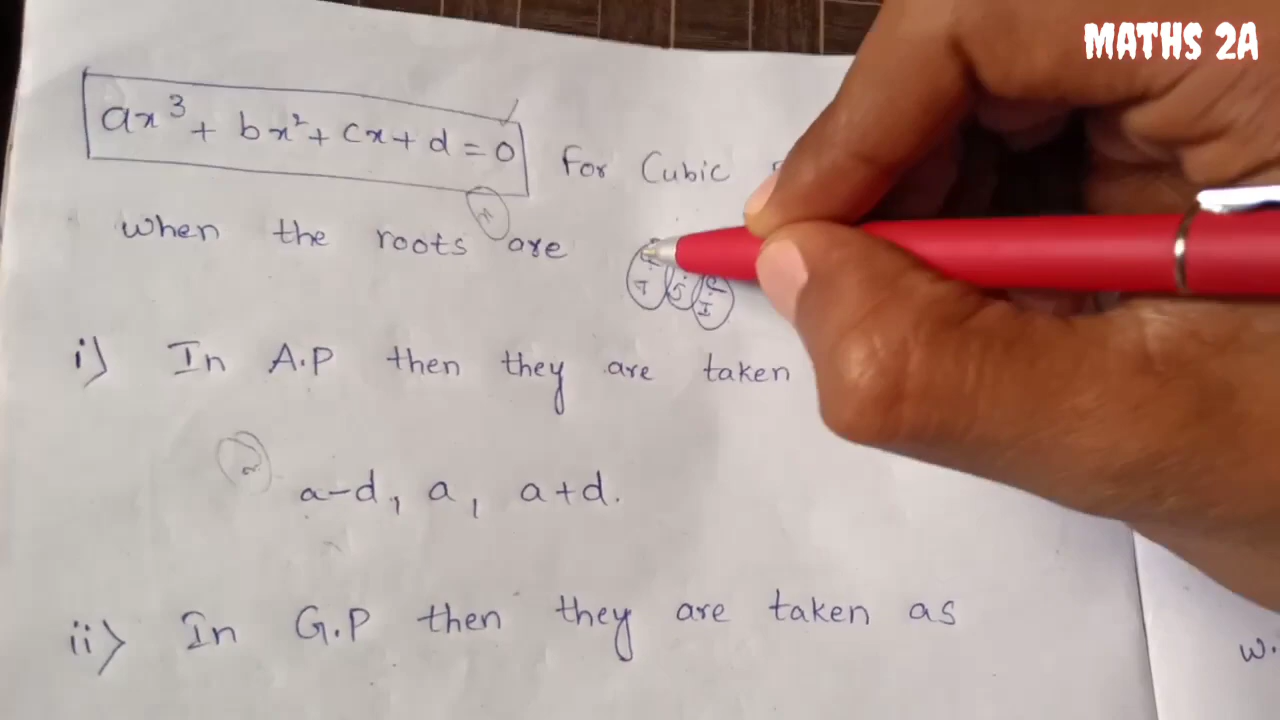 MATHS 2A
ax³ + bx² + cx + d = 0 For Cubic
when the roots are
i) In A.P then they are taken
a-d, a, a+d.
ii) In G.P then they are taken as
w.